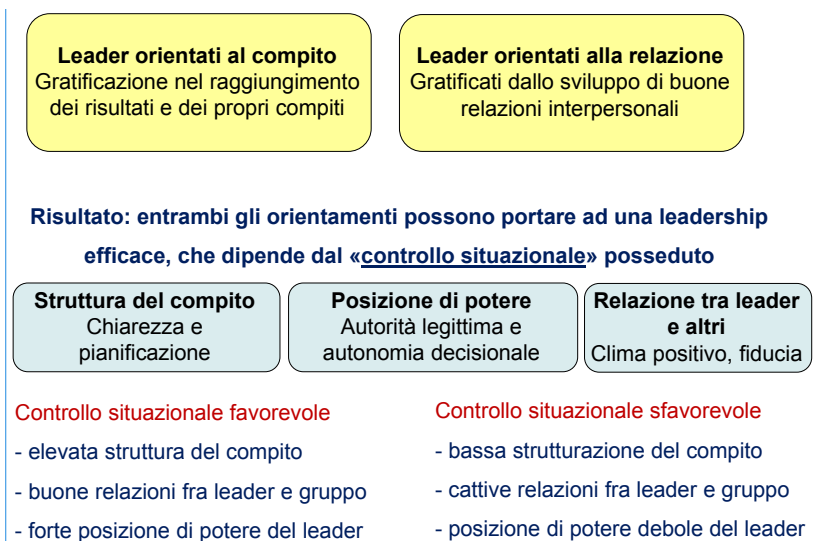 Leader orientati al compito
Gratificazione nel raggiungimento
dei risultati e dei propri compiti
Leader orientati alla relazione
Gratificati dallo sviluppo di buone
relazioni interpersonali
Risultato: entrambi gli orientamenti possono portare ad una leadership
efficace, che dipende dal «controllo situazionale» posseduto
Struttura del compito
Chiarezza e
pianificazione
Posizione di potere
Autorità legittima e
autonomia decisionale
Relazione tra leader
e altri
Clima positivo, fiducia
Controllo situazionale favorevole
- elevata struttura del compito
- buone relazioni fra leader e gruppo
- forte posizione di potere del leader
Controllo situazionale sfavorevole
- bassa strutturazione del compito
- cattive relazioni fra leader e gruppo
- posizione di potere debole del leader